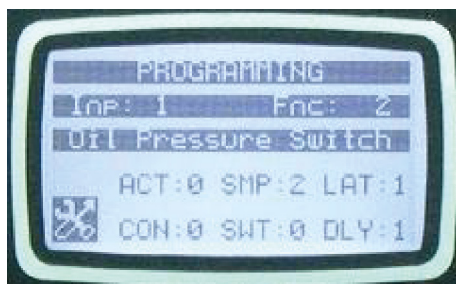 PROGRAMMING
Inp: 1 Fnc: 2
Oil Pressure Switch
ACT:0 SMP:2 LAT:1
CON:0 SWT:0 DLY:1